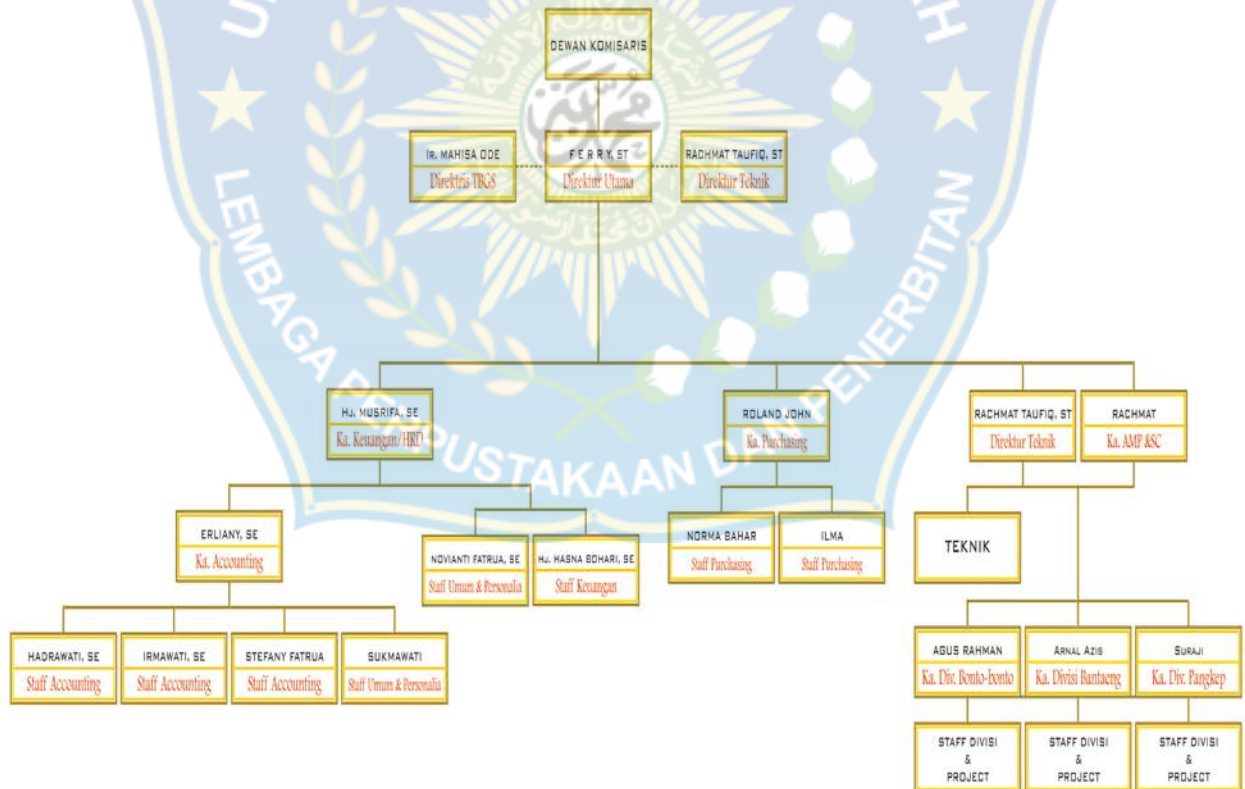 DEWAN KOMISARIS
Ir. MAHISA ODE
Direktris TBGS
F E R R Y, ST
Direktur Utama
RACHMAT TAUFIQ, ST
Direktur Teknik
Hj. MUSRIFA, SE
Ka. Keuangan/HRD
ROLAND JOHN
Ka. Purchasing
RACHMAT TAUFIQ, ST
Direktur Teknik
RACHMAT
Ka. AMP &SC
ERLIANY, SE
Ka. Accounting
NOVIANTI FATRUA, SE
Staff Umum & Personalia
Hj. HASNA BOHARI, SE
Staff Keuangan
NORMA BAHAR
Staff Purchasing
ILMA
Staff Purchasing
TEKNIK
HADRAWATI, SE
Staff Accounting
IRMAWATI, SE
Staff Accounting
STEFANY FATRUA
Staff Accounting
SUKMAWATI
Staff Umum & Personalia
AGUS RAHMAN
Ka. Div. Bonto-bonto
Arnal Azis
Ka. Divisi Bantaeng
Suraji
Ka. Div. Pangkep
STAFF DIVISI
&
PROJECT
STAFF DIVISI
&
PROJECT
STAFF DIVISI
&
PROJECT
LEMBAGA PERPUSTAKAAN DAN PENERBITAN